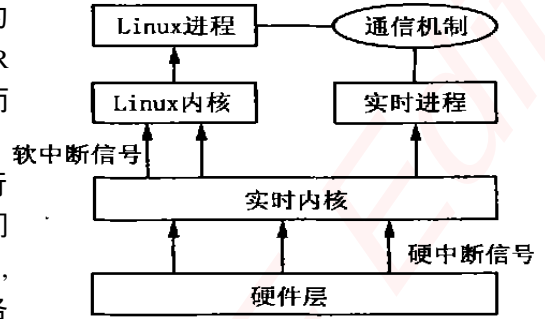 Linux进程
通信机制
R
Linux内核
实时进程
软中断信号
实时内核
硬中断信号
硬件层